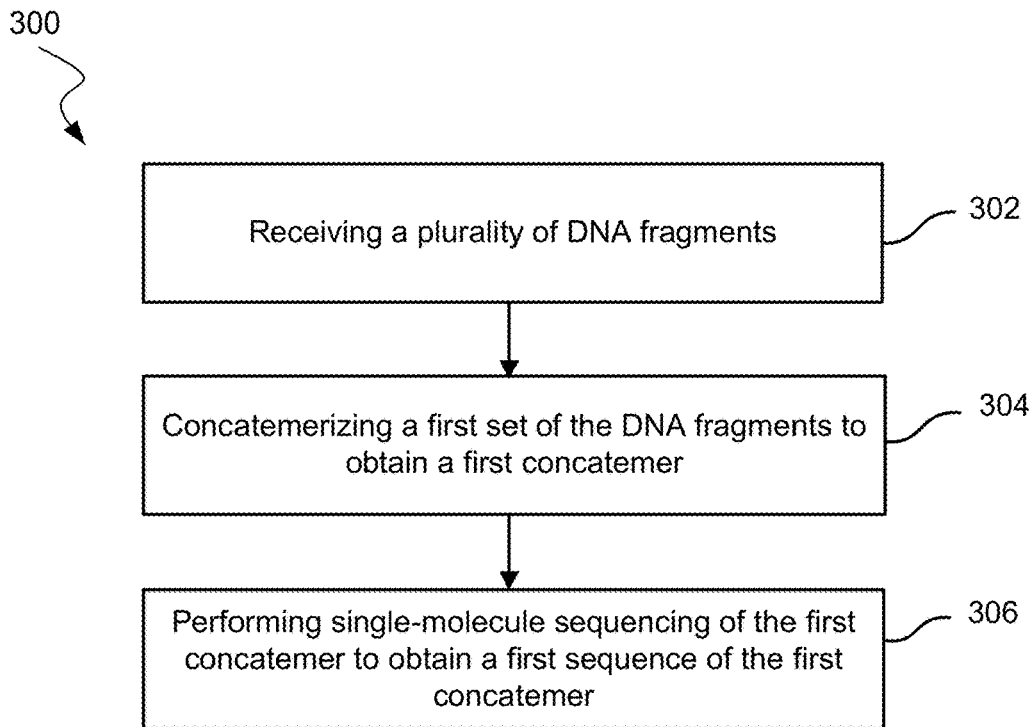 300
Receiving a plurality of DNA fragments
302
Concatemerizing a first set of the DNA fragments to
obtain a first concatemer
304
Performing single-molecule sequencing of the first
concatemer to obtain a first sequence of the first
concatemer
306